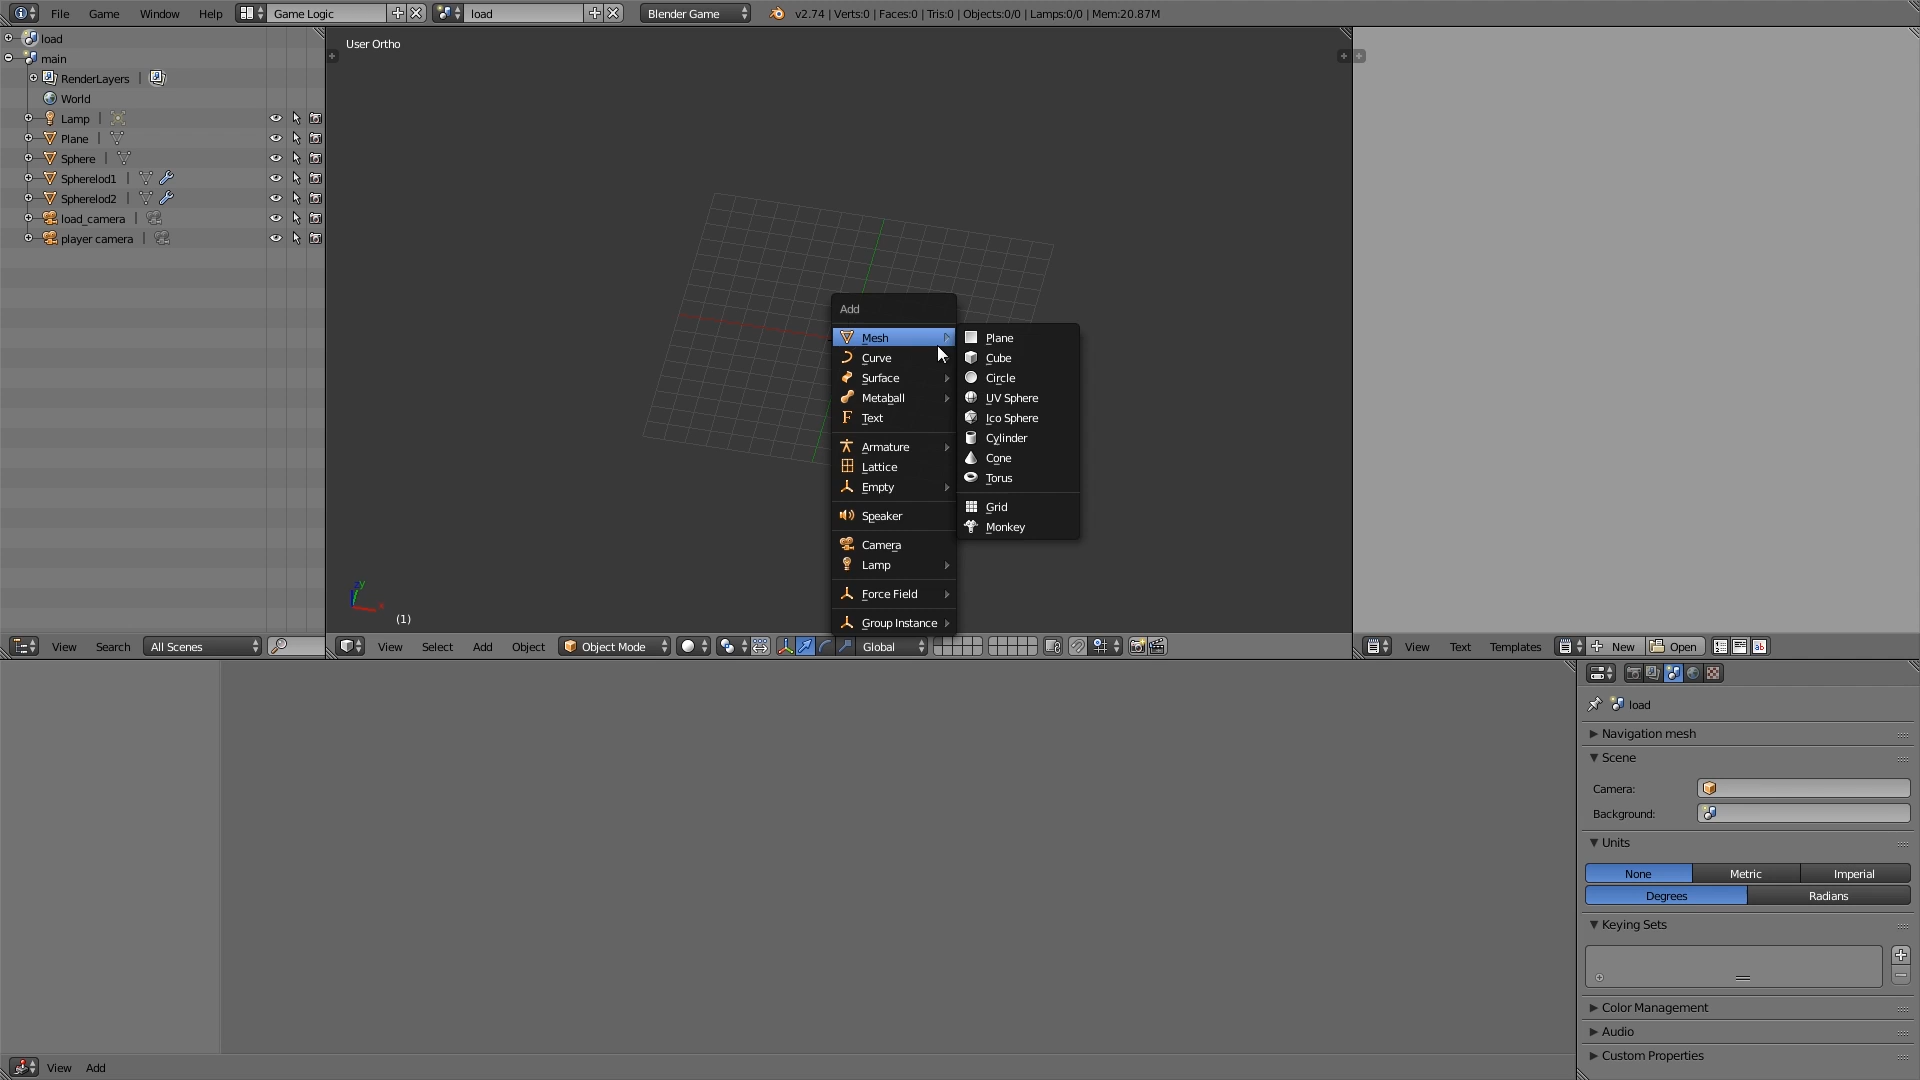 File Game Window Help Game Logic load Blender Game v2.74 | Verts:0 | Faces:0 | Tris:0 | Objects:0/0 | Lamps:0/0 | Mem:20.87M
load
main
RenderLayers |
World
Lamp |
Plane |
Sphere |
Spherelod1 |
Spherelod2 |
load_camera |
player camera |
View Search All Scenes
User Ortho
Add
Mesh
Curve
Surface
Metaball
Text
Armature
Lattice
Empty
Speaker
Camera
Lamp
Force Field
Group Instance
Plane
Cube
Circle
UV Sphere
Ico Sphere
Cylinder
Cone
Torus
Grid
Monkey
(1)
View Select Add Object Object Mode Global
View Text Templates New Open
load
Navigation mesh
Scene
Camera:
Background:
Units
None Metric Imperial
Degrees Radians
Keying Sets
Color Management
Audio
Custom Properties
View Add